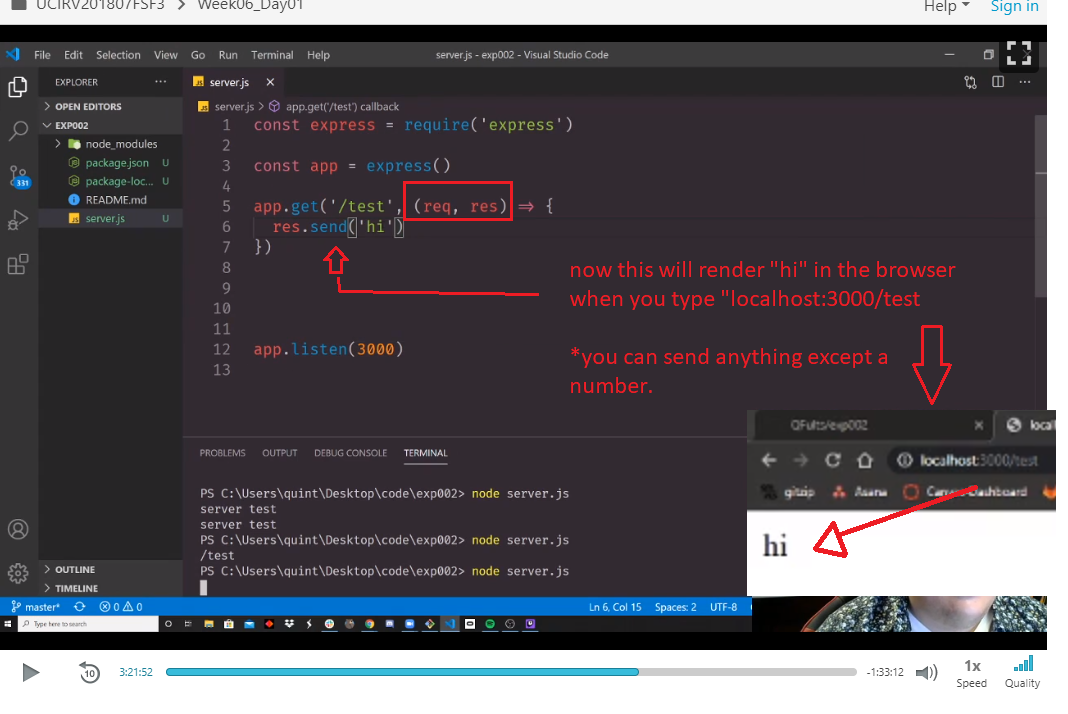 UCIRV201807FSF3 > Week06_Day01
Help
Sign in
File Edit Selection View Go Run Terminal Help
server.js - exp002 - Visual Studio Code
EXPLORER
OPEN EDITORS
EXP002
node_modules
package.json U
package-loc... U
README.md
server.js U
331
OUTLINE
TIMELINE
JS server.js
JS server.js > app.get('/test') callback
1 const express = require('express')
2
3 const app = express()
4
5 app.get('/test', (req, res) => {
6 res.send('hi')
7 })
8
9
10
11
12 app.listen(3000)
13
now this will render "hi" in the browser
when you type "localhost:3000/test
*you can send anything except a
number.
PROBLEMS OUTPUT DEBUG CONSOLE TERMINAL
PS C:\Users\quint\Desktop\code\exp002> node server.js
server test
server test
PS C:\Users\quint\Desktop\code\exp002> node server.js
/test
PS C:\Users\quint\Desktop\code\exp002> node server.js
QFults/exp002
local
localhost:3000/test
gitzip Asana Canvas Dashboard
hi
master* 0 0
Ln 6, Col 15 Spaces: 2 UTF-8
Type here to search
10
3:21:52
-1:33:12
1x
Speed
Quality